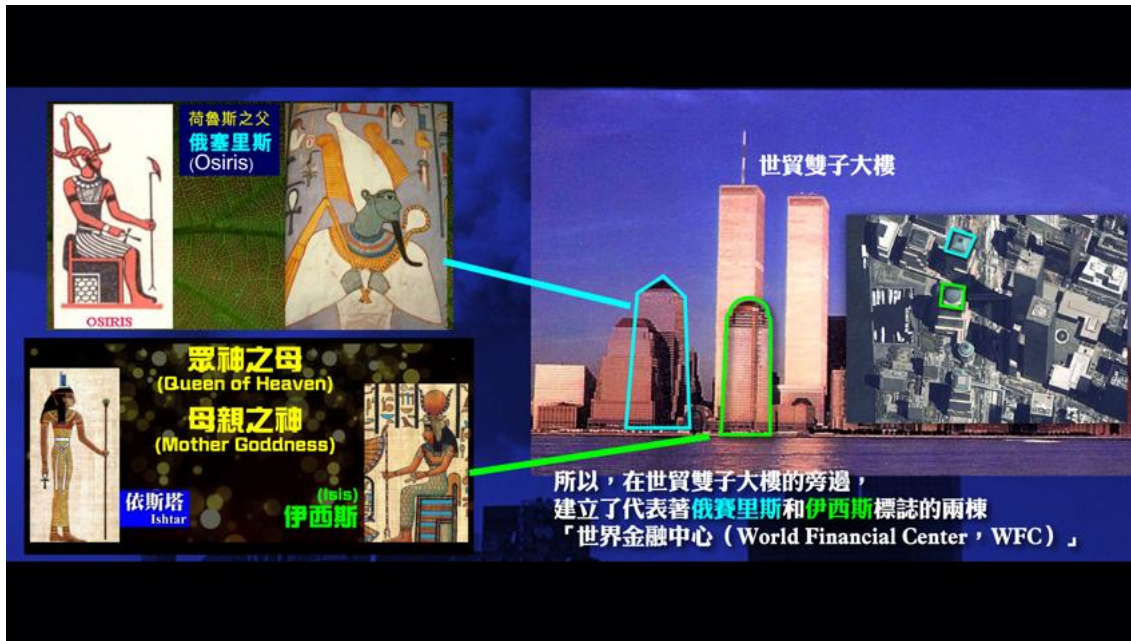 荷魯斯之父
俄塞里斯
(Osiris)
OSIRIS
眾神之母
(Queen of Heaven)
母親之神
(Mother Goddness)
依斯塔
Ishtar
(Isis)
伊西斯
世貿雙子大樓
所以，在世貿雙子大樓的旁邊，
建立了代表著俄賽里斯和伊西斯標誌的兩棟
「世界金融中心（World Financial Center，WFC）」